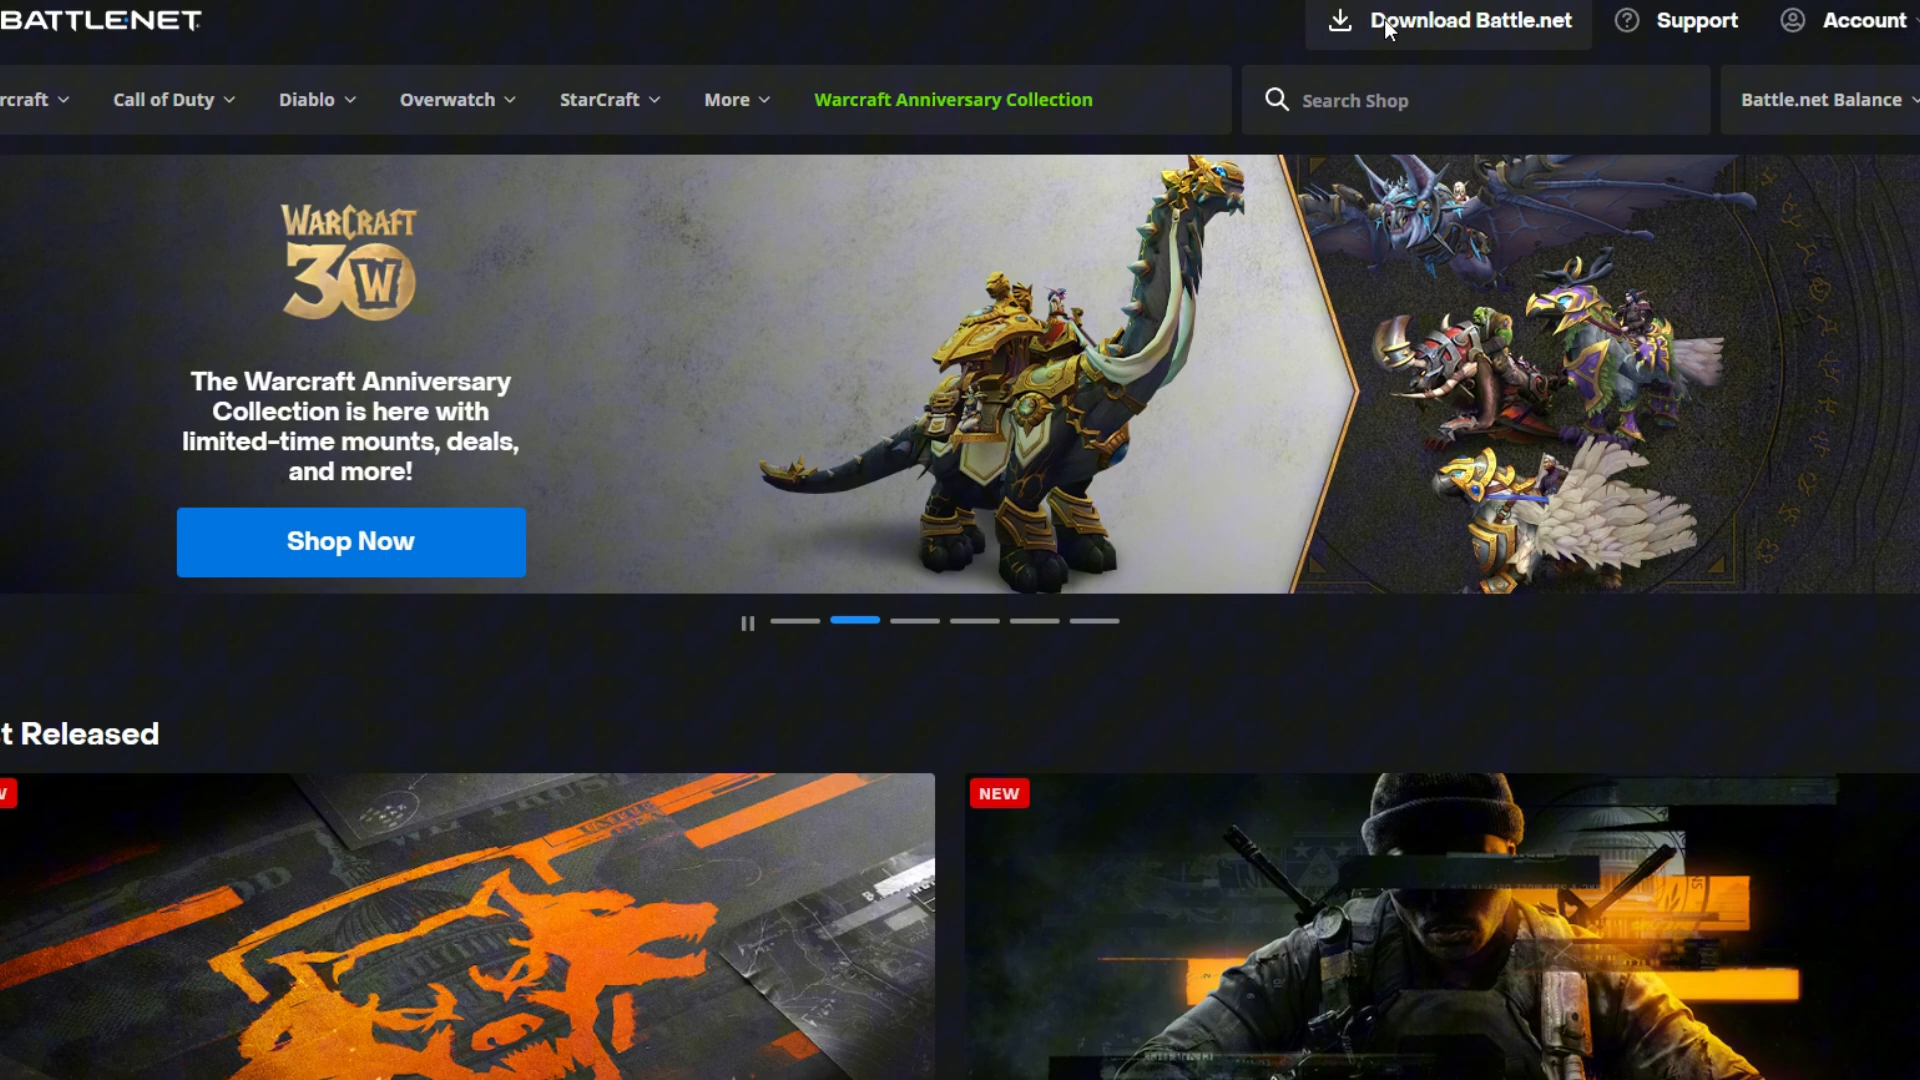 BATTLE.NET
Download Battle.net
Support
Account
rcraft
Call of Duty
Diablo
Overwatch
StarCraft
More
Warcraft Anniversary Collection
Search Shop
Battle.net Balance
WARCRAFT
30
W
The Warcraft Anniversary
Collection is here with
limited-time mounts, deals,
and more!
Shop Now
t Released
W
NEW